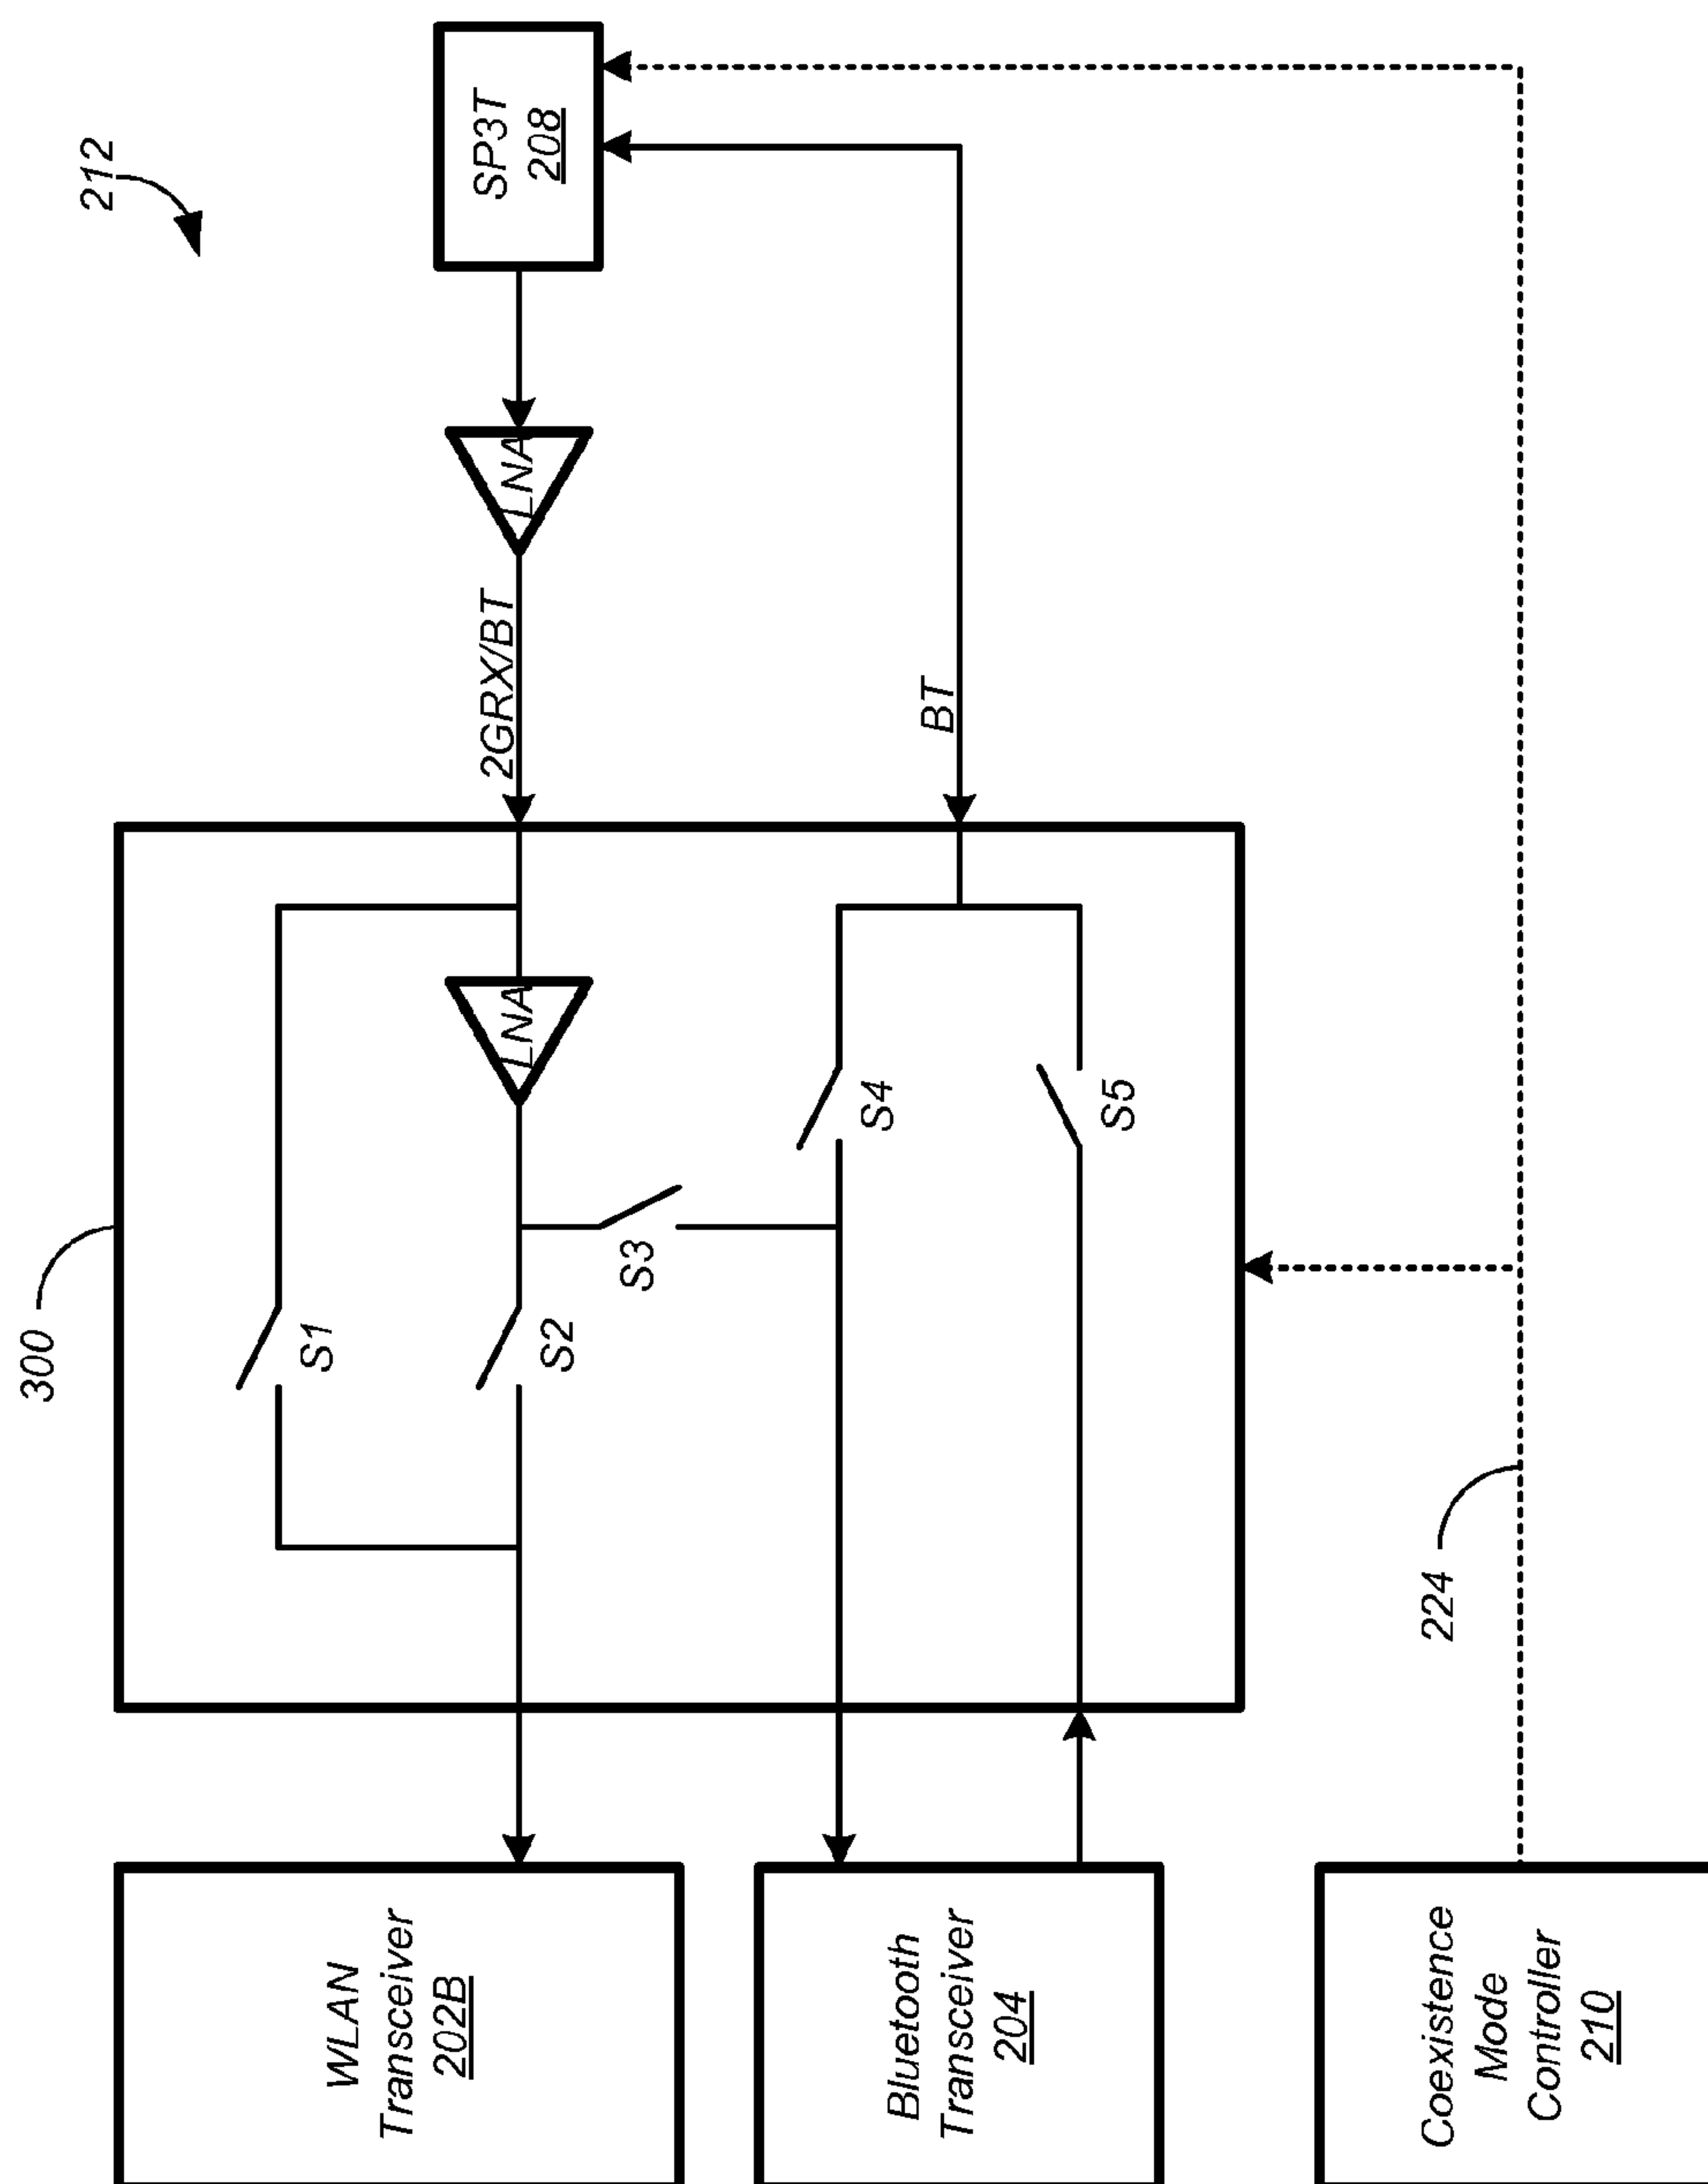 212
300
WLAN
Transceiver
202B
S1
LNA
2GRX/BT
LNA
SP3T
208
S2
S3
S4
BT
Bluetooth
Transceiver
204
S5
224
Coexistence
Mode
Controller
210